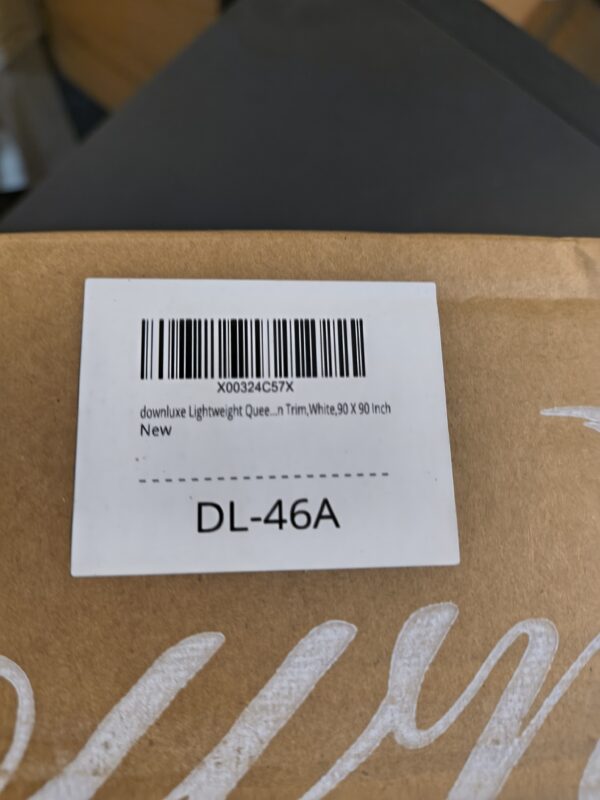 X00324C57X
downluxe Lightweight Quee...n Trim,White,90 X 90 Inch
New
DL-46A